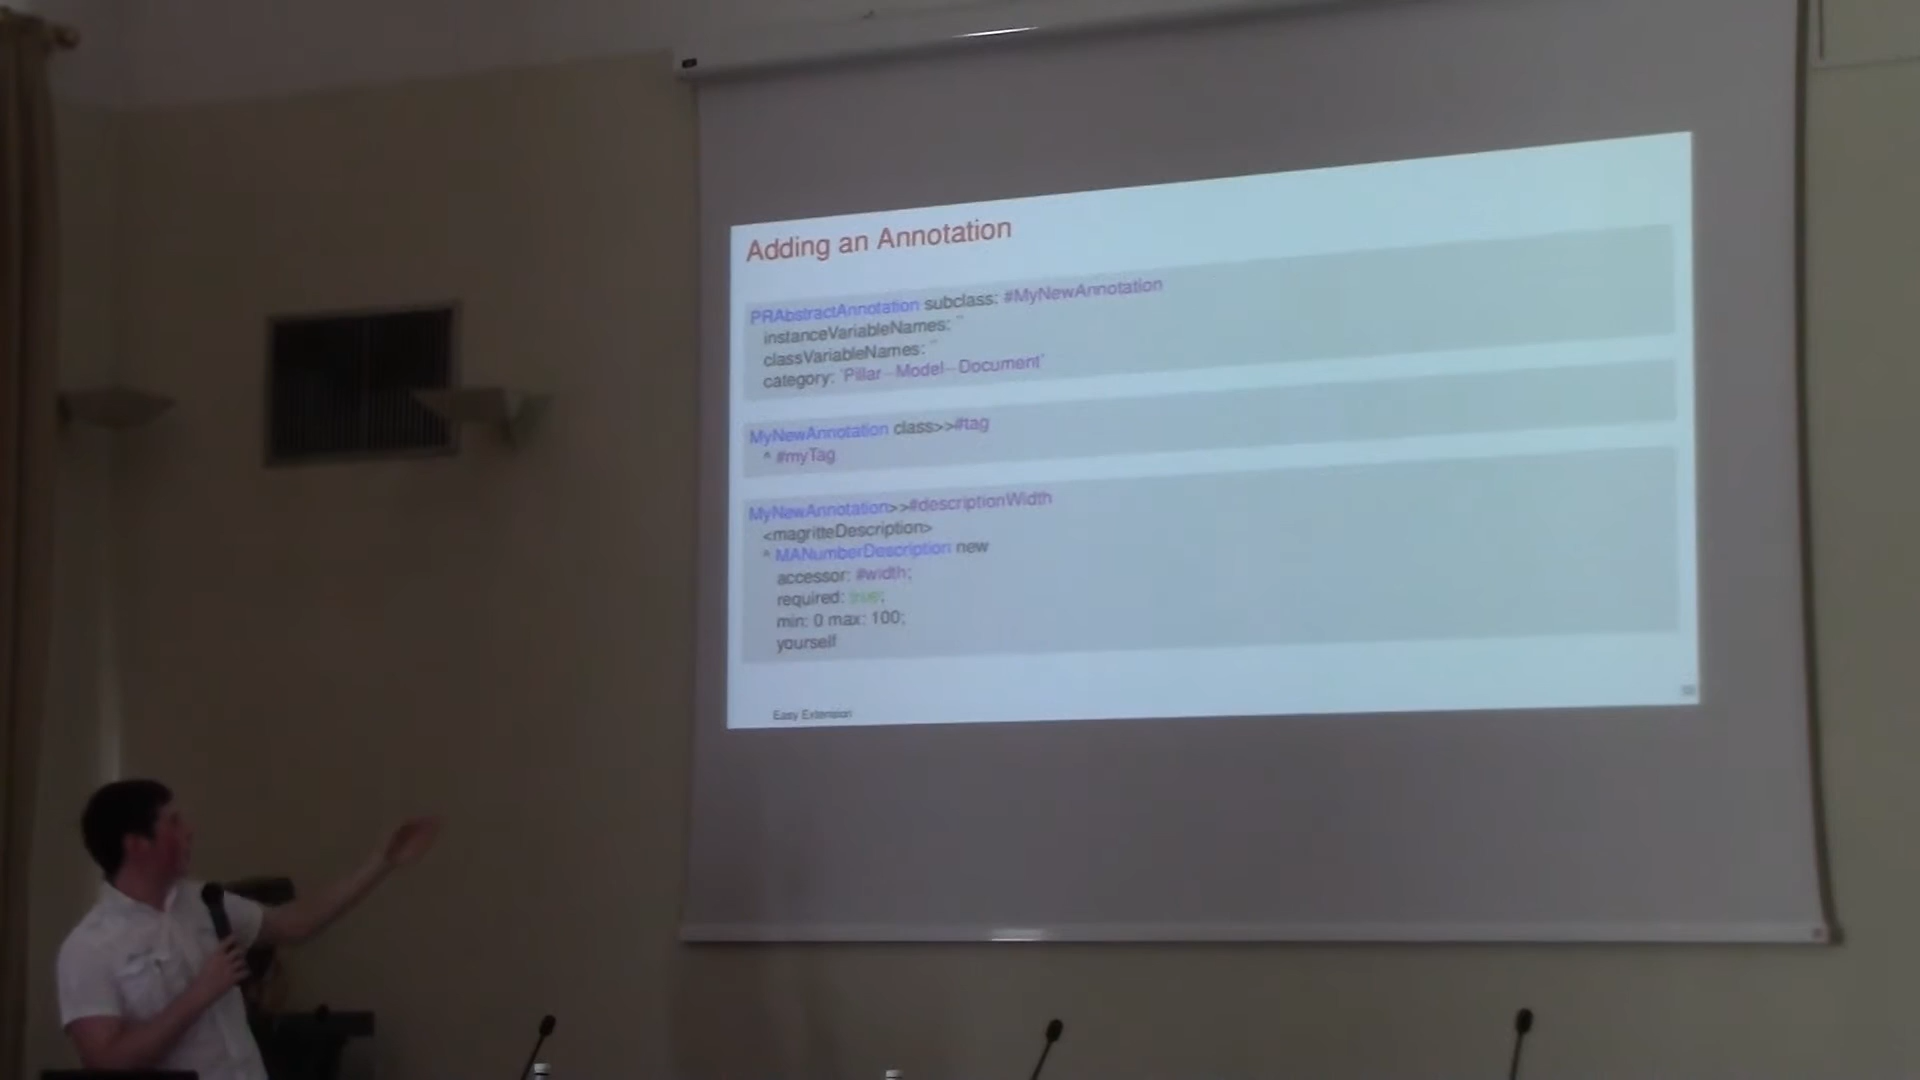 Adding an Annotation
PRAbstractAnnotation subclass: #MyNewAnnotation
instanceVariableNames: ''
classVariableNames: ''
category: 'Pillar-Model-Document'
MyNewAnnotation class>>#tag
^ #myTag
MyNewAnnotation>>#descriptionWidth
<magritteDescription>
^ MANumberDescription new
accessor: #width;
required: true;
min: 0 max: 100;
yourself
Easy Extension